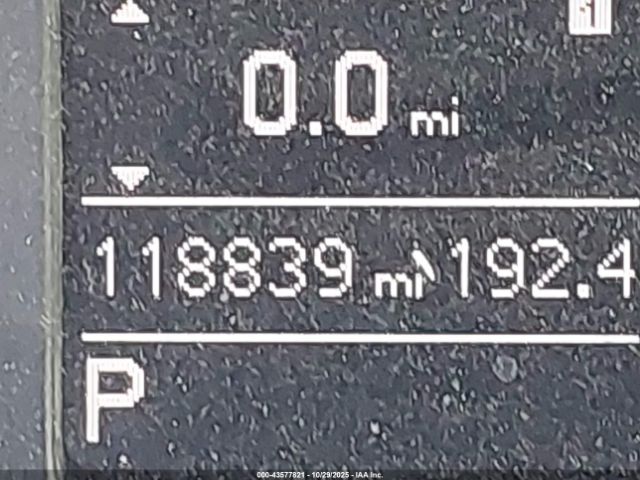 0.0 mi
118839 mi 192.4
P
000-43577821 - 10/29/2025 - IAA Inc.